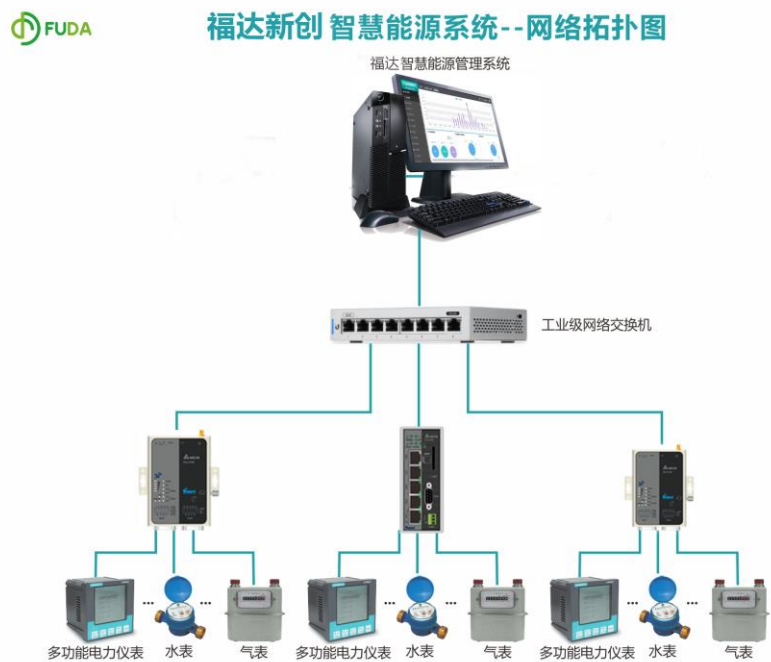 FUDA
福达新创 智慧能源系统--网络拓扑图
福达智慧能源管理系统
工业级网络交换机
... ... ... ... ... ...
多功能电力仪表 水表 气表 多功能电力仪表 水表 气表 多功能电力仪表 水表 气表